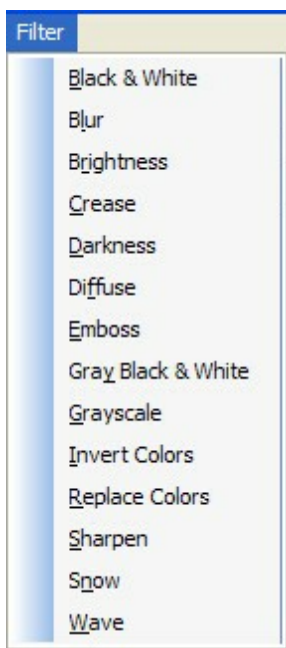 Filter
Black & White
Blur
Brightness
Crease
Darkness
Diffuse
Emboss
Gray Black & White
Grayscale
Invert Colors
Replace Colors
Sharpen
Snow
Wave